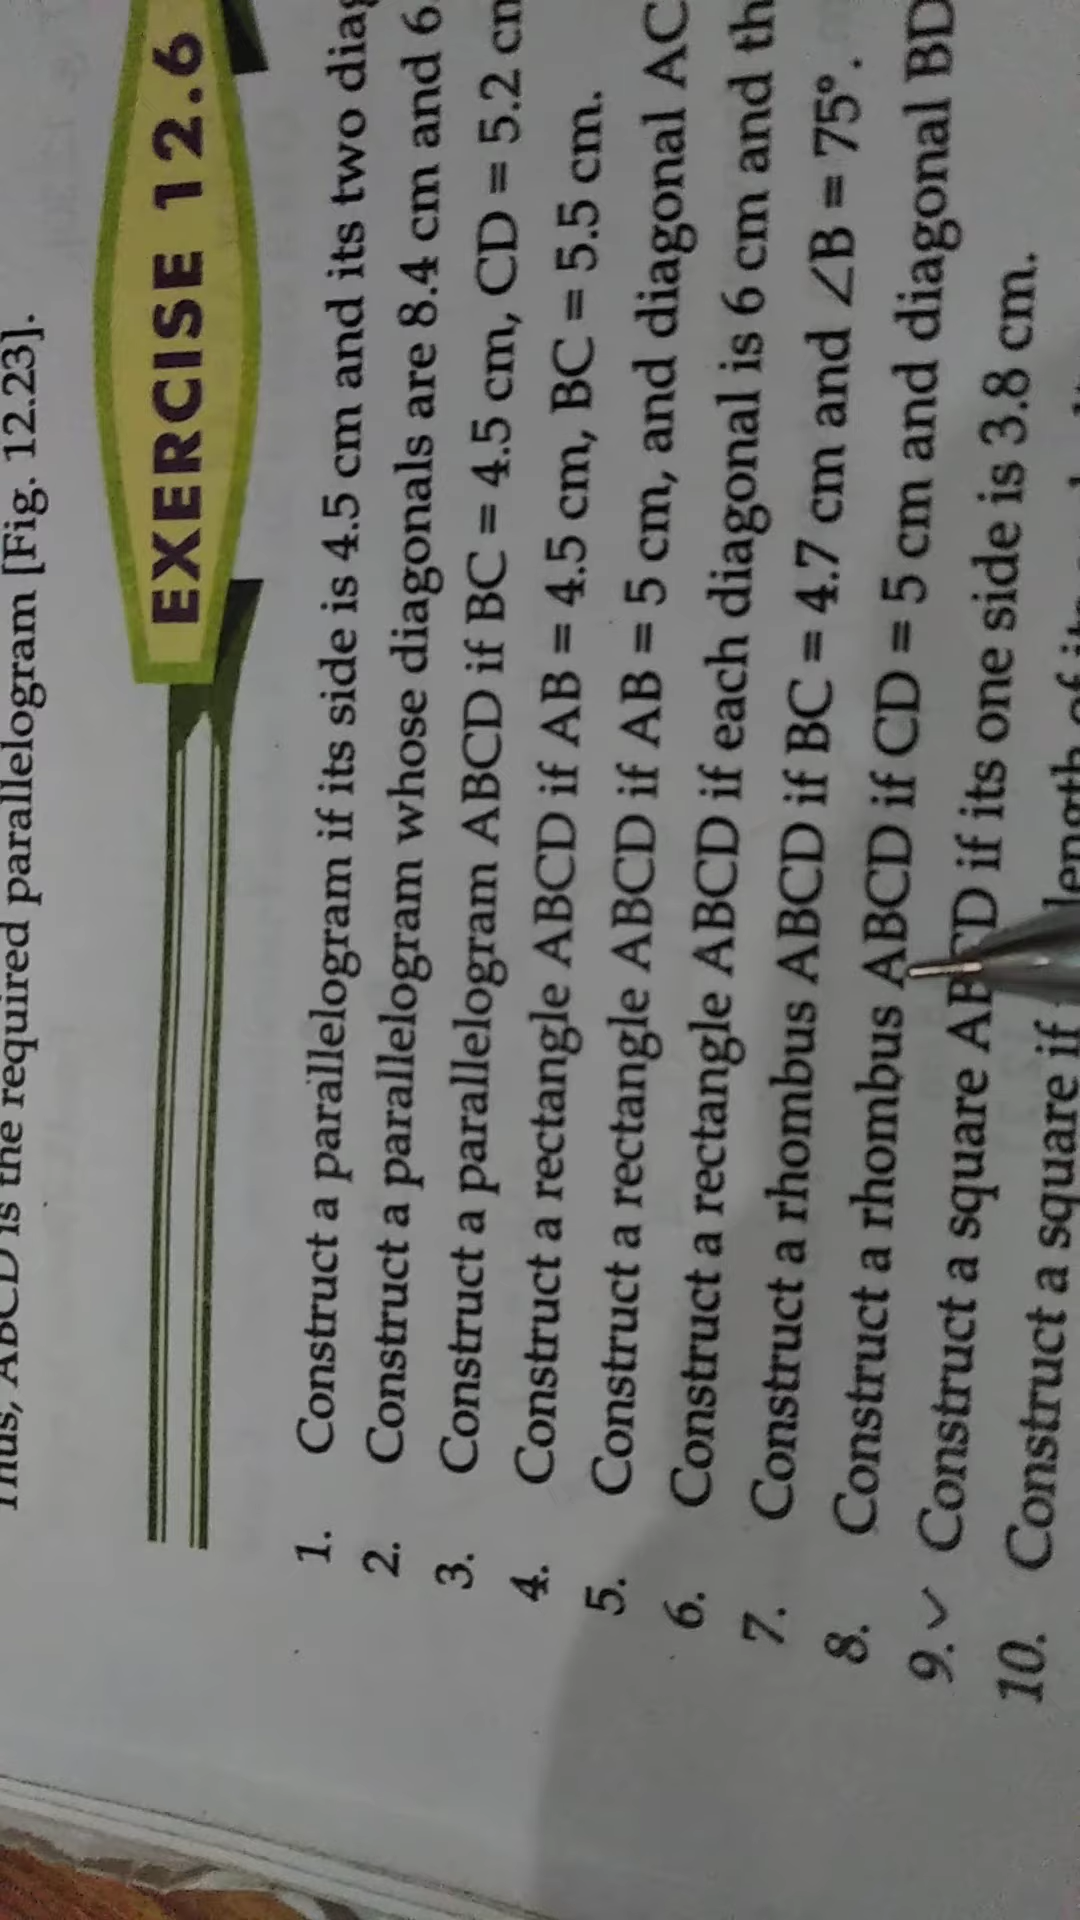 Thus, ABCD is the required parallelogram [Fig. 12.23].
EXERCISE 12.6
1. Construct a parallelogram if its side is 4.5 cm and its two
2. Construct a parallelogram whose diagonals are 8.4 cm and 6
3. Construct a parallelogram ABCD if BC = 4.5 cm, CD = 5.2 cm
4. Construct a rectangle ABCD if AB = 4.5 cm, BC = 5.5 cm.
5. Construct a rectangle ABCD if AB = 5 cm, and diagonal AC
6. Construct a rectangle ABCD if each diagonal is 6 cm and
7. Construct a rhombus ABCD if BC = 4.7 cm and ∠B = 75°.
8. Construct a rhombus ABCD if CD = 5 cm and diagonal BD
9. ✓ Construct a square ABCD if its one side is 3.8 cm.
10. Construct a square if length of